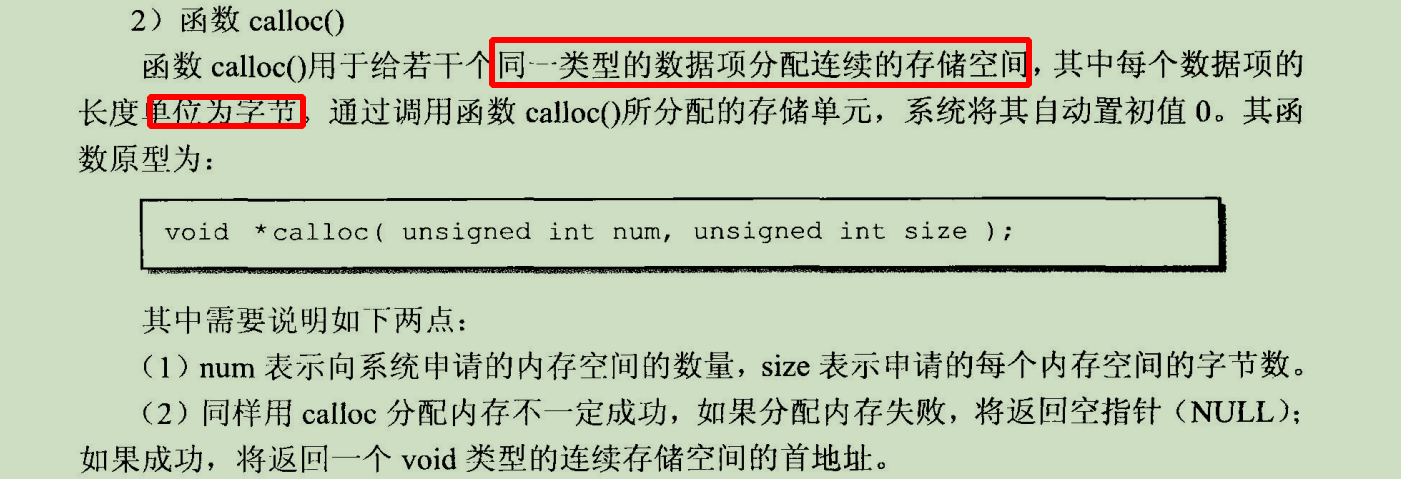 2）函数 calloc()
函数 calloc()用于给若干个同一类型的数据项分配连续的存储空间，其中每个数据项的
长度单位为字节。通过调用函数 calloc()所分配的存储单元，系统将其自动置初值 0。其函
数原型为：
void *calloc( unsigned int num, unsigned int size );
其中需要说明如下两点：
（1）num 表示向系统申请的内存空间的数量，size 表示申请的每个内存空间的字节数。
（2）同样用 calloc 分配内存不一定成功，如果分配内存失败，将返回空指针（NULL）；
如果成功，将返回一个 void 类型的连续存储空间的首地址。